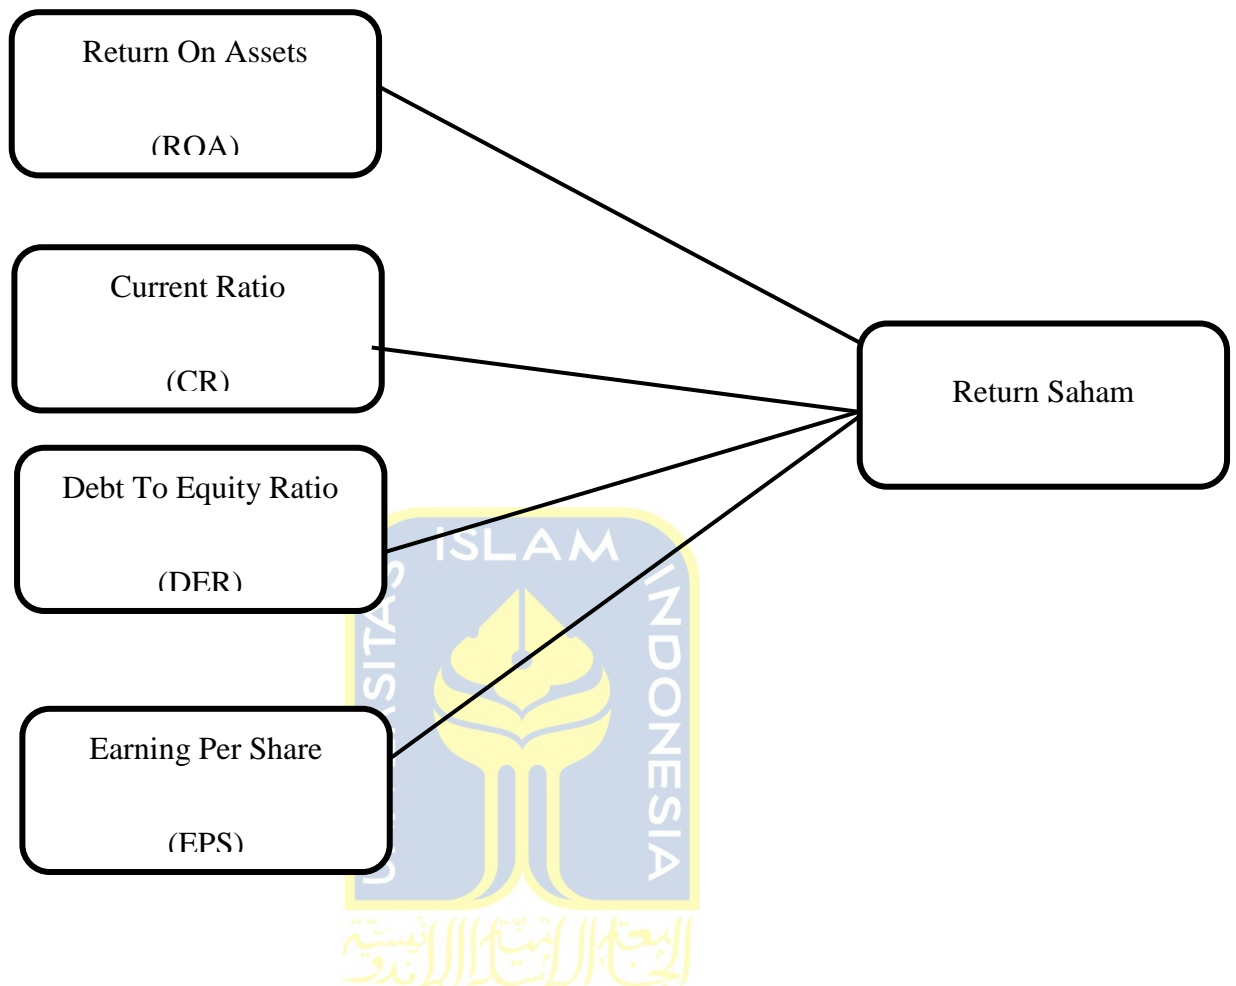 Return On Assets
(ROA)
Current Ratio
(CR)
Return Saham
Debt To Equity Ratio
(DER)
Earning Per Share
(EPS)
ISLAM
INDONESIA